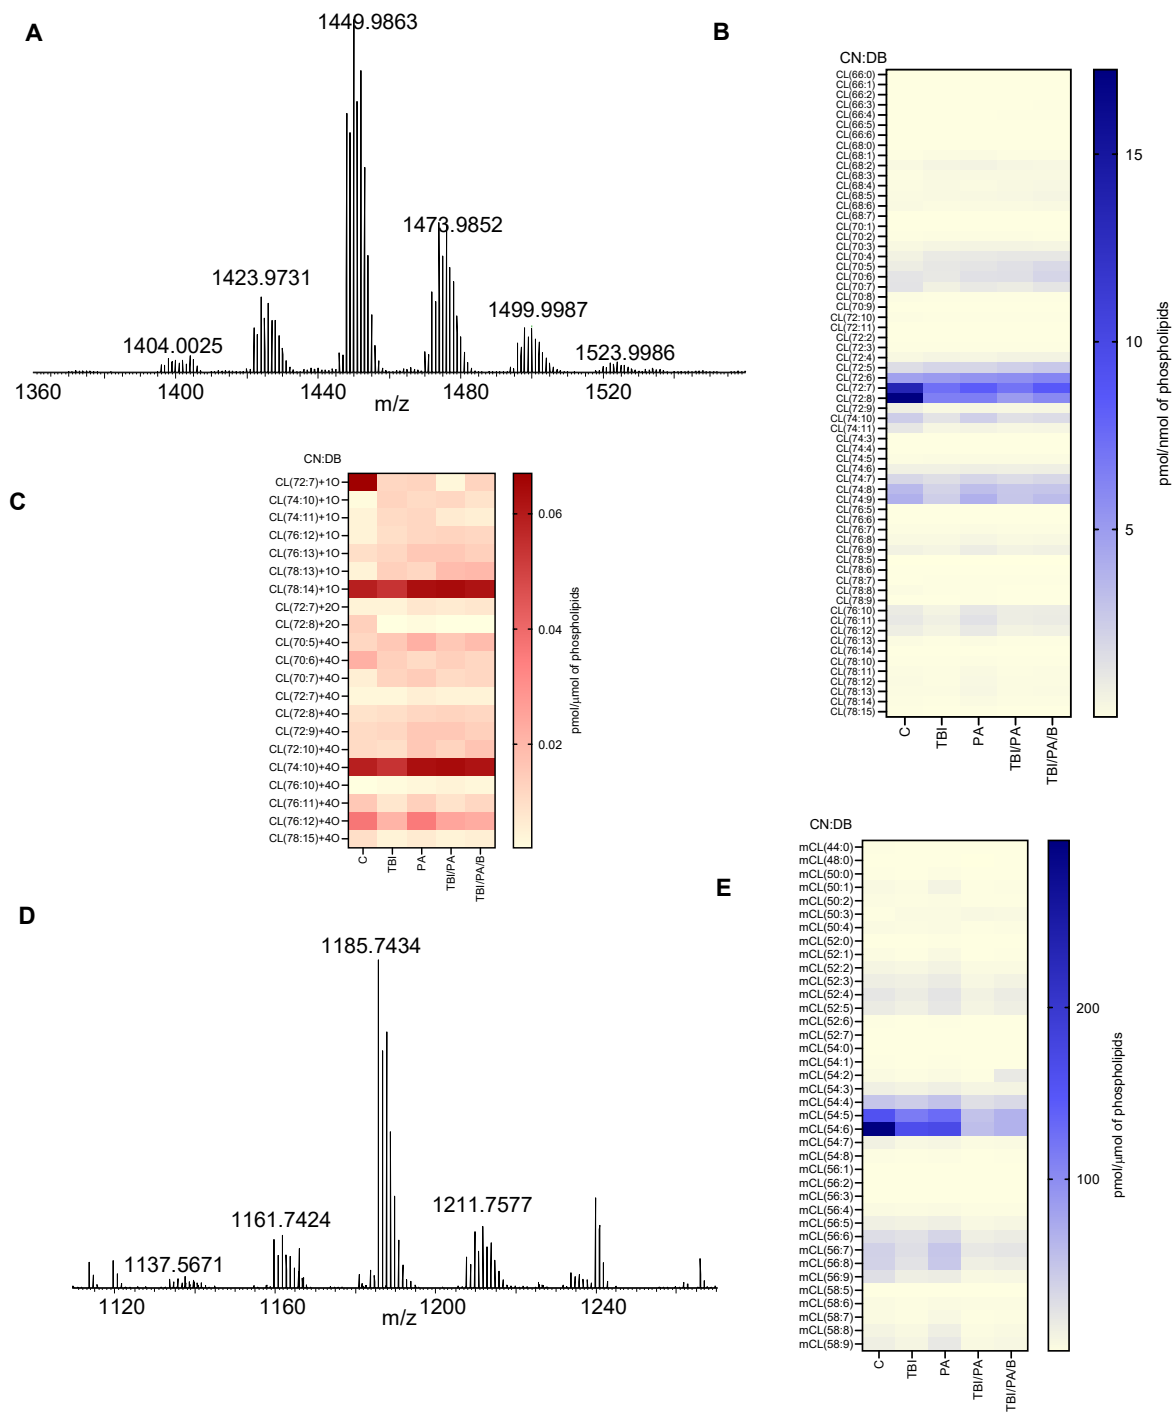 A
1449.9863
1473.9852
1423.9731
1499.9987
1404.0025
1523.9986
1360
1400
1440
1480
1520
m/z
B
CN:DB
CL(66:0)
CL(66:1)
CL(66:2)
CL(66:3)
CL(66:4)
CL(66:5)
CL(66:6)
CL(68:0)
CL(68:1)
CL(68:2)
CL(68:3)
CL(68:4)
CL(68:5)
CL(68:6)
CL(68:7)
CL(70:1)
CL(70:2)
CL(70:3)
CL(70:4)
CL(70:5)
CL(70:6)
CL(70:7)
CL(70:8)
CL(70:9)
CL(72:10)
CL(72:11)
CL(72:2)
CL(72:3)
CL(72:4)
CL(72:5)
CL(72:6)
CL(72:7)
CL(72:8)
CL(72:9)
CL(74:10)
CL(74:11)
CL(74:3)
CL(74:4)
CL(74:5)
CL(74:6)
CL(74:7)
CL(74:8)
CL(74:9)
CL(76:5)
CL(76:6)
CL(76:7)
CL(76:8)
CL(76:9)
CL(78:5)
CL(78:6)
CL(78:7)
CL(78:8)
CL(78:9)
CL(76:10)
CL(76:11)
CL(76:12)
CL(76:13)
CL(76:14)
CL(78:10)
CL(78:11)
CL(78:12)
CL(78:13)
CL(78:14)
CL(78:15)
C
TBI
PA
TBI/PA
TBI/PA/B
15
10
5
pmol/nmol of phospholipids
C
CN:DB
CL(72:7)+1O
CL(74:10)+1O
CL(74:11)+1O
CL(76:12)+1O
CL(76:13)+1O
CL(78:13)+1O
CL(78:14)+1O
CL(72:7)+2O
CL(72:8)+2O
CL(70:5)+4O
CL(70:6)+4O
CL(70:7)+4O
CL(72:7)+4O
CL(72:8)+4O
CL(72:9)+4O
CL(72:10)+4O
CL(74:10)+4O
CL(76:10)+4O
CL(76:11)+4O
CL(76:12)+4O
CL(78:15)+4O
C
TBI
PA
TBI/PA
TBI/PA/B
0.06
0.04
0.02
pmol/µmol of phospholipids
D
1185.7434
1211.7577
1161.7424
1137.5671
1120
1160
1200
1240
m/z
E
CN:DB
mCL(44:0)
mCL(48:0)
mCL(50:0)
mCL(50:1)
mCL(50:2)
mCL(50:3)
mCL(50:4)
mCL(52:0)
mCL(52:1)
mCL(52:2)
mCL(52:3)
mCL(52:4)
mCL(52:5)
mCL(52:6)
mCL(52:7)
mCL(54:0)
mCL(54:1)
mCL(54:2)
mCL(54:3)
mCL(54:4)
mCL(54:5)
mCL(54:6)
mCL(54:7)
mCL(54:8)
mCL(56:1)
mCL(56:2)
mCL(56:3)
mCL(56:4)
mCL(56:5)
mCL(56:6)
mCL(56:7)
mCL(56:8)
mCL(56:9)
mCL(58:5)
mCL(58:6)
mCL(58:7)
mCL(58:8)
mCL(58:9)
C
TBI
PA
TBI/PA
TBI/PA/B
200
100
pmol/µmol of phospholipids